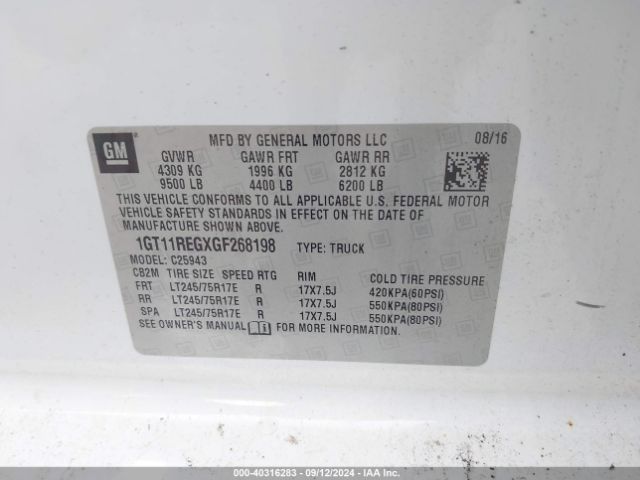 GM
MFD BY GENERAL MOTORS LLC 08/16
GVWR GAWR FRT GAWR RR
4309 KG 1996 KG 2812 KG
9500 LB 4400 LB 6200 LB
THIS VEHICLE CONFORMS TO ALL APPLICABLE U.S. FEDERAL MOTOR
VEHICLE SAFETY STANDARDS IN EFFECT ON THE DATE OF
MANUFACTURE SHOWN ABOVE.
1GT11REGXGF268198 TYPE: TRUCK
MODEL: C25943
CB2M TIRE SIZE SPEED RTG RIM COLD TIRE PRESSURE
FRT LT245/75R17E R 17X7.5J 420KPA(60PSI)
RR LT245/75R17E R 17X7.5J 550KPA(80PSI)
SPA LT245/75R17E R 17X7.5J 550KPA(80PSI)
SEE OWNER'S MANUAL FOR MORE INFORMATION.
000-40316283 - 09/12/2024 - IAA Inc.